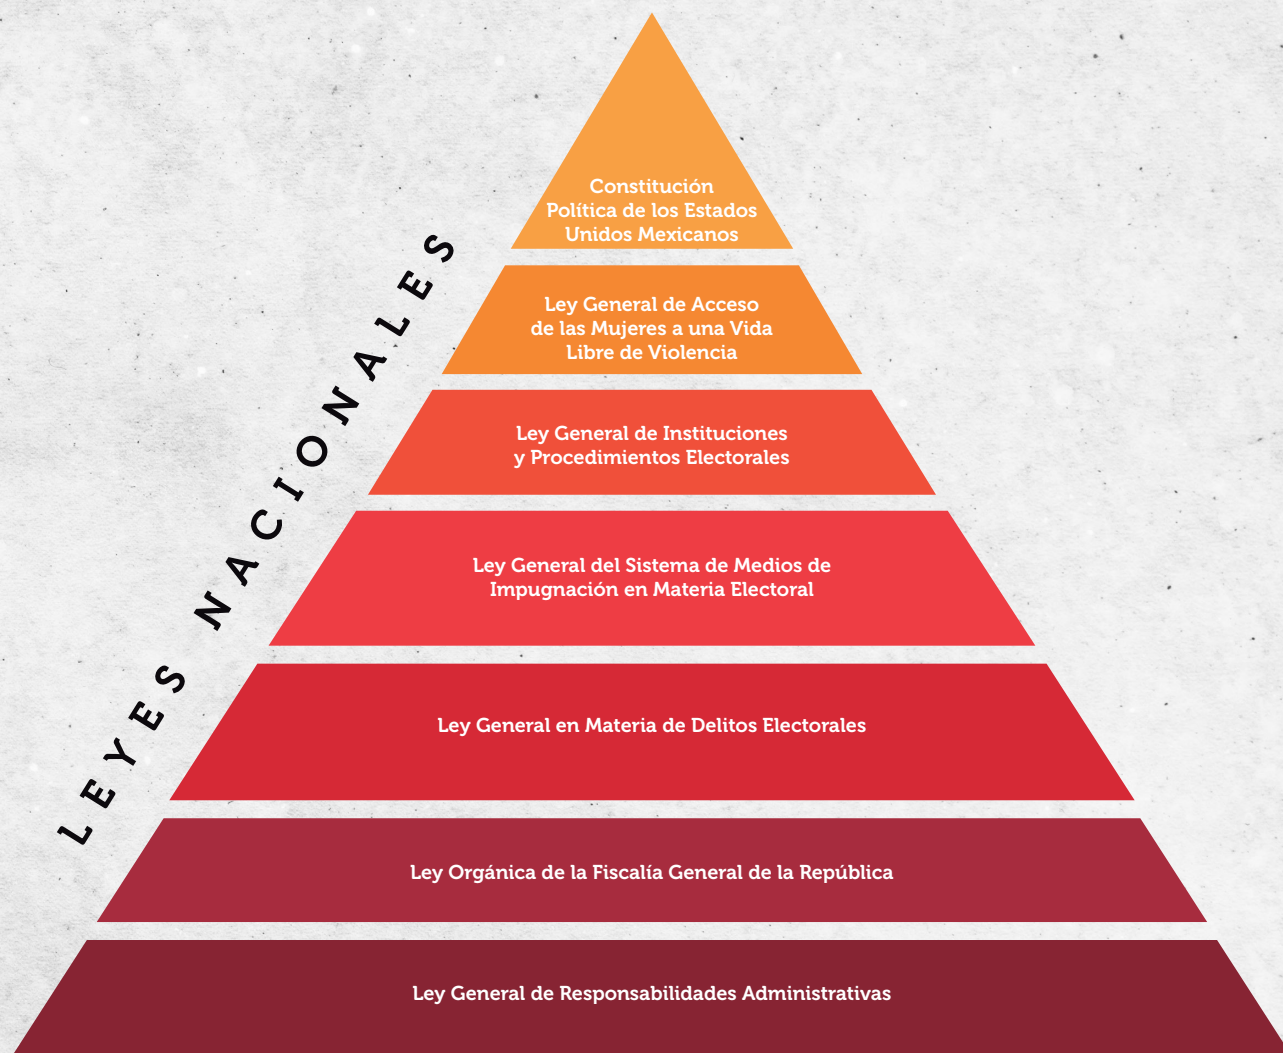 LEYES NACIONALES
Constitución
Política de los Estados
Unidos Mexicanos
Ley General de Acceso
de las Mujeres a una Vida
Libre de Violencia
Ley General de Instituciones
y Procedimientos Electorales
Ley General del Sistema de Medios de
Impugnación en Materia Electoral
Ley General en Materia de Delitos Electorales
Ley Orgánica de la Fiscalía General de la República
Ley General de Responsabilidades Administrativas